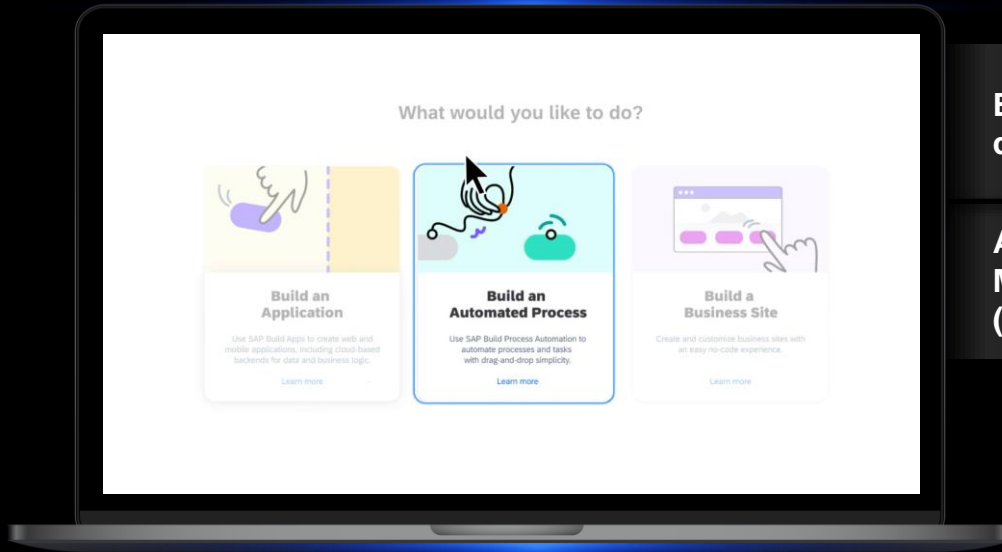 What would you like to do?
Build an
Application
Use SAP Build Apps to create web and
mobile applications, including cloud-based
backends for data and business logic.
Learn more
Build an
Automated Process
Use SAP Build Process Automation to
automate processes and tasks
with drag-and-drop simplicity.
Learn more
Build a
Business Site
Create and customize business sites with
an easy no-code experience.
Learn more